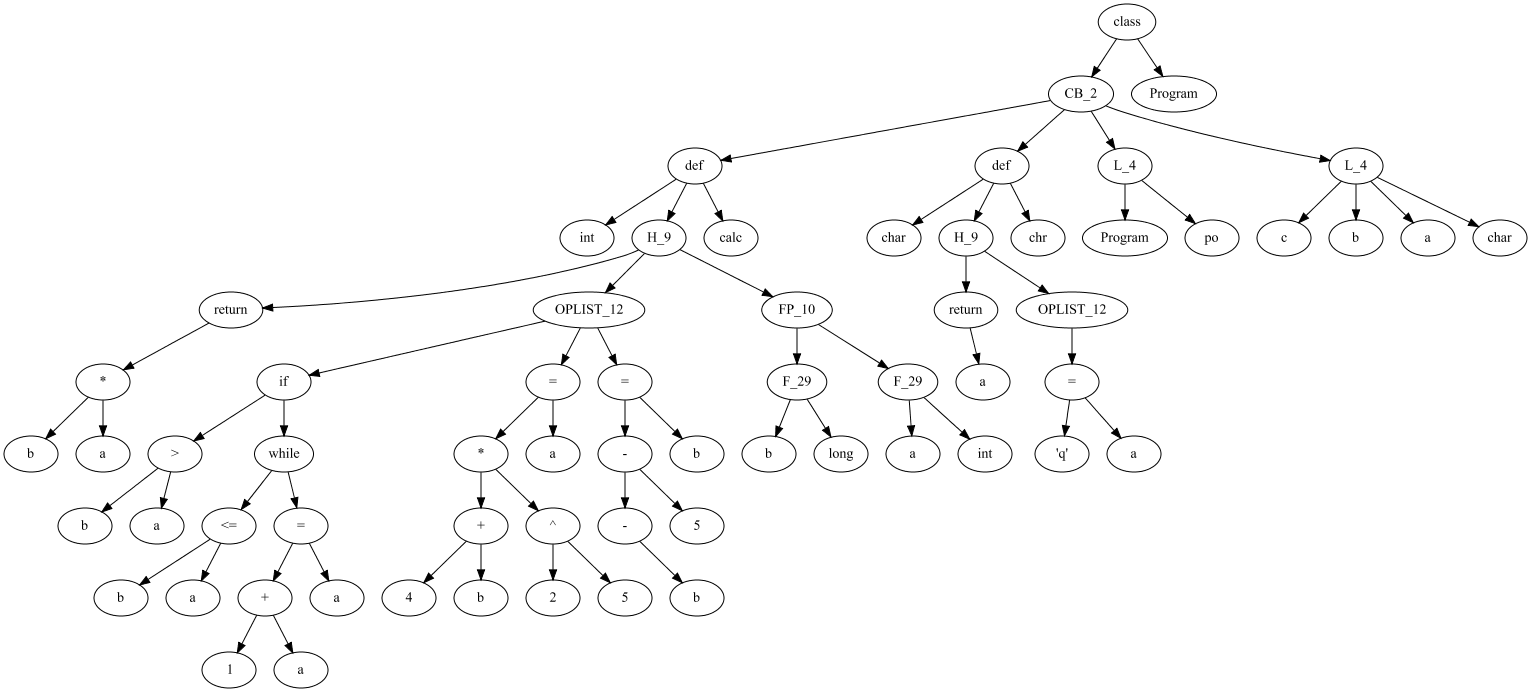 class
CB_2 Program
def def L_4 L_4
int H_9 calc char H_9 chr Program po c b a char
return OPLIST_12 FP_10 return OPLIST_12
* if = = F_29 F_29 a =
b a > while * a - b b long a int 'q' a
b a <= = + ^ - 5
b a + a 4 b 2 5 b
1 a